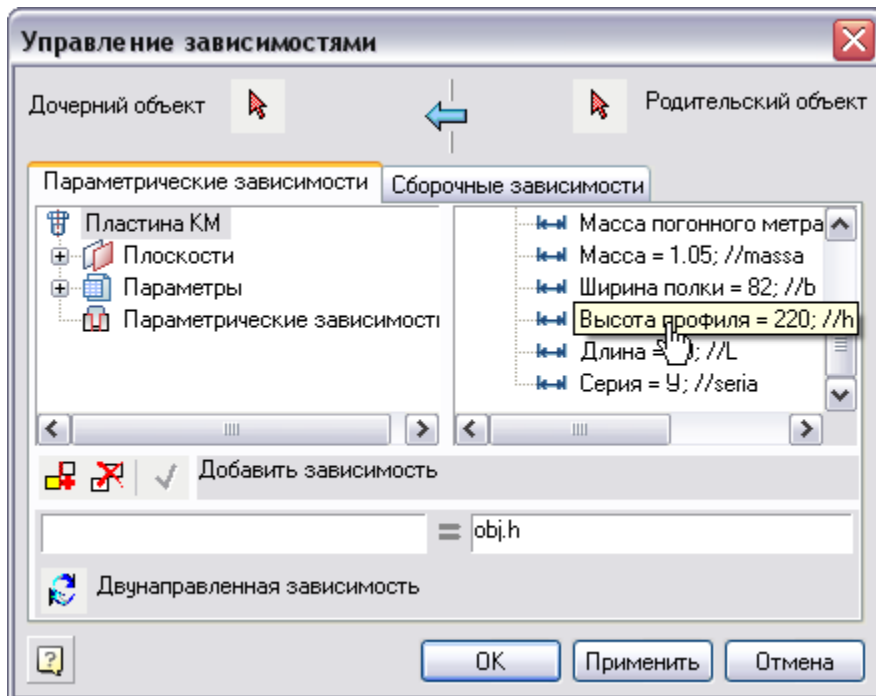 Управление зависимостями
Дочерний объект
Родительский объект
Параметрические зависимости
Сборочные зависимости
Пластина КМ
Плоскости
Параметры
Параметрические зависимост
Масса погонного метра
Масса = 1.05; //massa
Ширина полки = 82; //b
Высота профиля = 220; //h
Длина = ; //L
Серия = У; //seria
Добавить зависимость
= obj.h
Двунаправленная зависимость
?
OK
Применить
Отмена